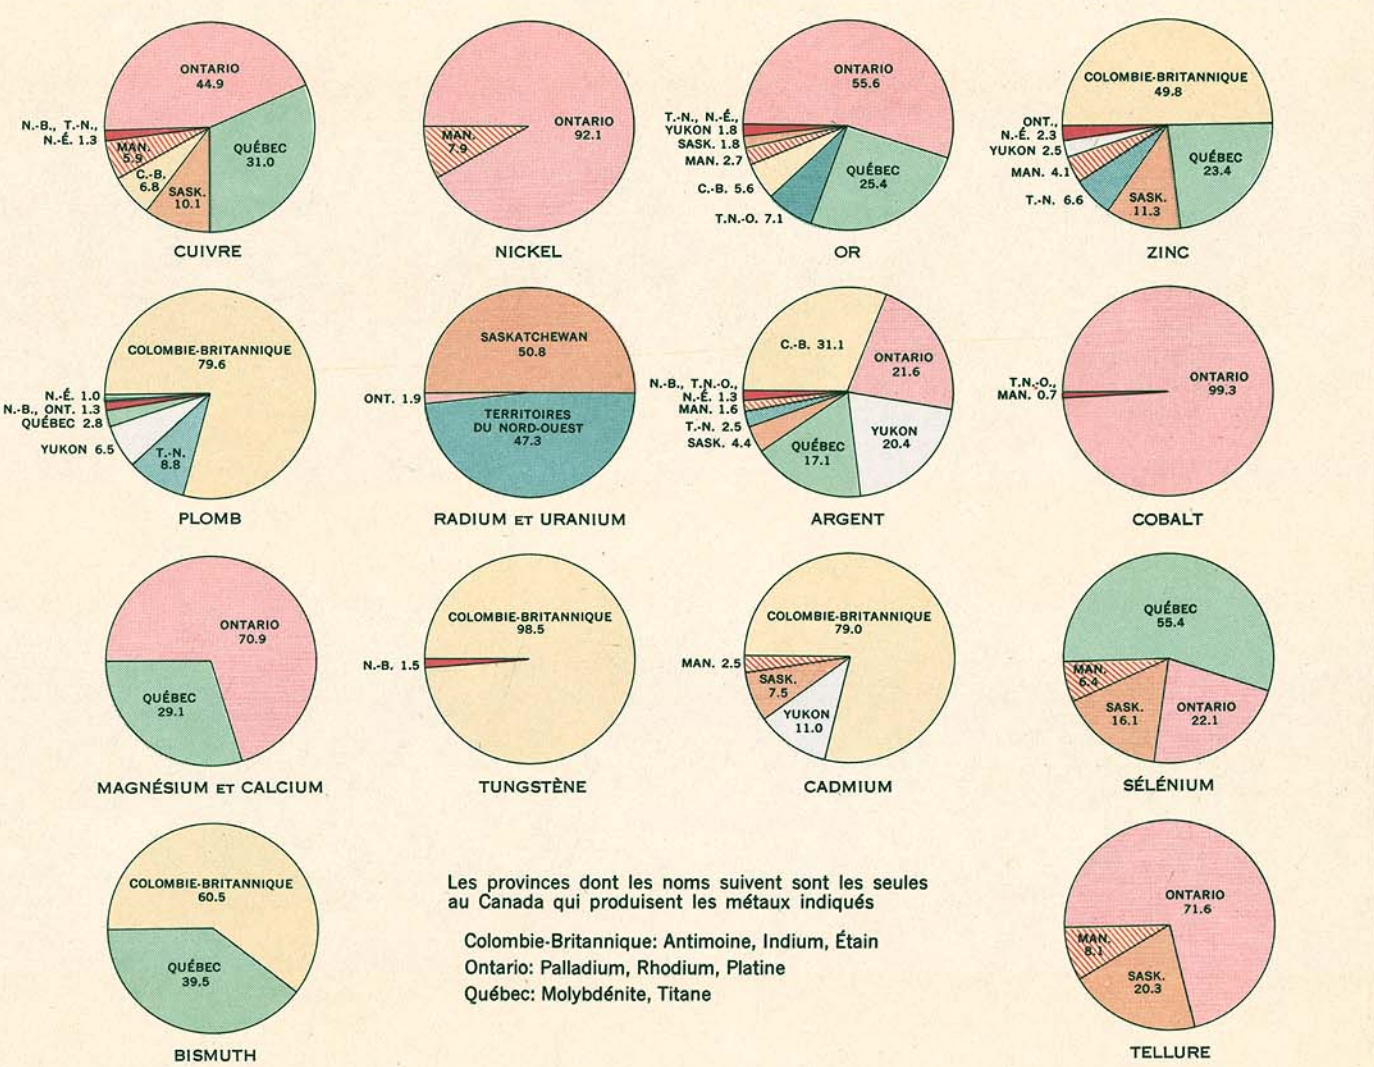 ONTARIO
44.9
N.-B., T.-N.,
N.-É. 1.3
MAN.
5.9
C.-B.
6.8
SASK.
10.1
QUÉBEC
31.0
CUIVRE
MAN.
7.9
ONTARIO
92.1
NICKEL
ONTARIO
55.6
T.-N., N.-É.,
YUKON 1.8
SASK. 1.8
MAN. 2.7
C.-B. 5.6
T.N.-O. 7.1
QUÉBEC
25.4
OR
COLOMBIE-BRITANNIQUE
49.8
ONT.,
N.-É. 2.3
YUKON 2.5
MAN. 4.1
T.-N. 6.6
SASK.
11.3
QUÉBEC
23.4
ZINC
COLOMBIE-BRITANNIQUE
79.6
N.-É. 1.0
N.-B., ONT. 1.3
QUÉBEC 2.8
YUKON 6.5
T.-N.
8.8
PLOMB
SASKATCHEWAN
50.8
ONT. 1.9
TERRITOIRES
DU NORD-OUEST
47.3
RADIUM ET URANIUM
C.-B. 31.1
ONTARIO
21.6
N.-B., T.N.-O.,
N.-É. 1.3
MAN. 1.6
T.-N. 2.5
SASK. 4.4
QUÉBEC
17.1
YUKON
20.4
ARGENT
T.N.-O.,
MAN. 0.7
ONTARIO
99.3
COBALT
ONTARIO
70.9
QUÉBEC
29.1
MAGNÉSIUM ET CALCIUM
COLOMBIE-BRITANNIQUE
98.5
N.-B. 1.5
TUNGSTÈNE
COLOMBIE-BRITANNIQUE
79.0
MAN. 2.5
SASK.
7.5
YUKON
11.0
CADMIUM
QUÉBEC
55.4
MAN.
6.4
SASK.
16.1
ONTARIO
22.1
SÉLÉNIUM
COLOMBIE-BRITANNIQUE
60.5
QUÉBEC
39.5
BISMUTH
Les provinces dont les noms suivent sont les seules
au Canada qui produisent les métaux indiqués
Colombie-Britannique: Antimoine, Indium, Étain
Ontario: Palladium, Rhodium, Platine
Québec: Molybdénite, Titane
ONTARIO
71.6
MAN.
8.1
SASK.
20.3
TELLURE